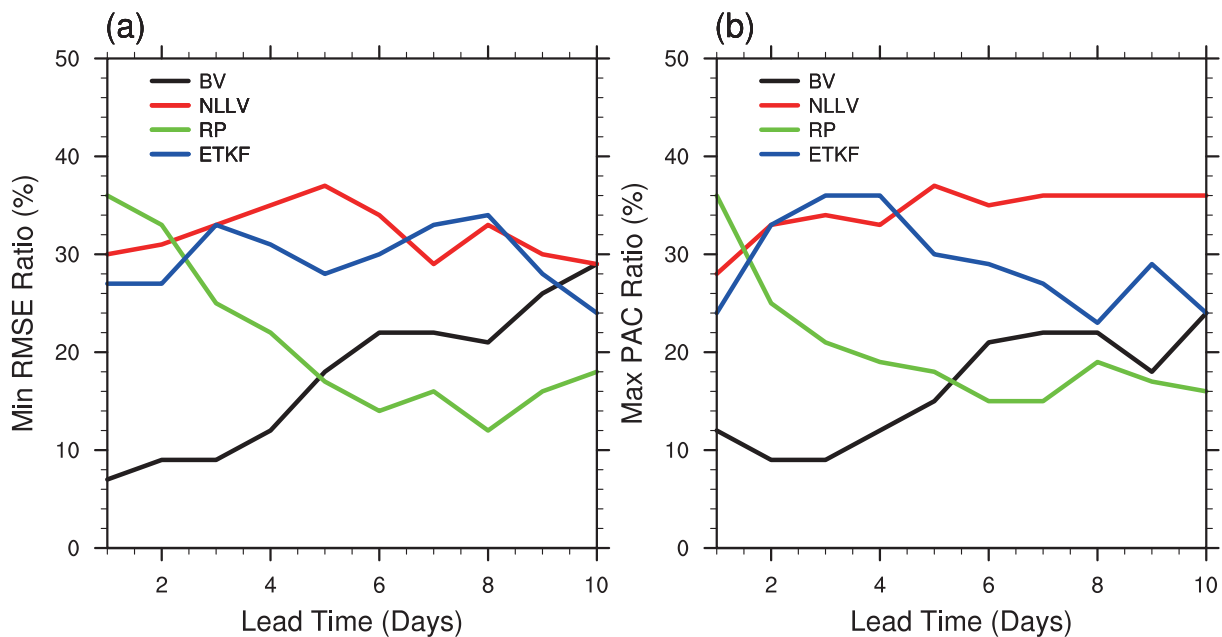 (a)
50
40
30
20
10
0
Min RMSE Ratio (%)
BV
NLLV
RP
ETKF
2 4 6 8 10
Lead Time (Days)
(b)
50
40
30
20
10
0
Max PAC Ratio (%)
BV
NLLV
RP
ETKF
2 4 6 8 10
Lead Time (Days)